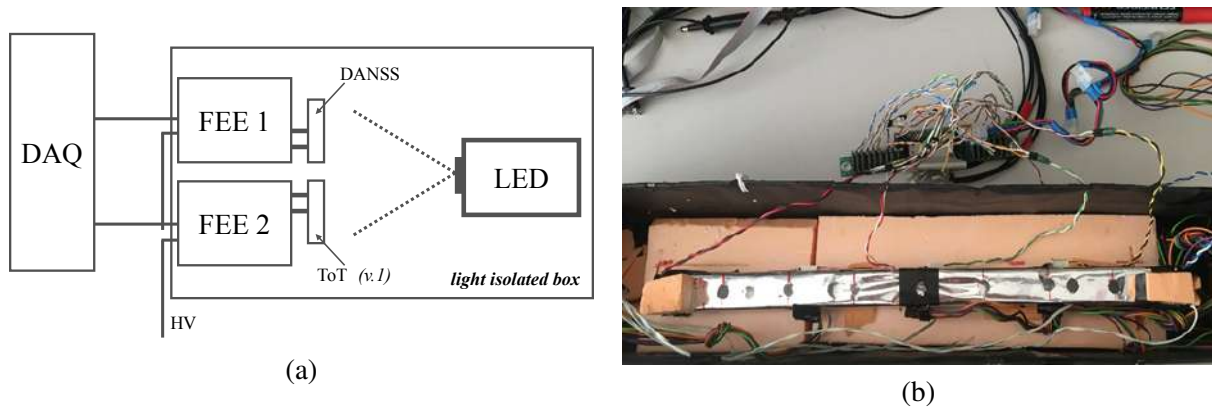 DANSS
FEE 1
DAQ
LED
FEE 2
ToT (v.1)
light isolated box
HV
(a)
(b)